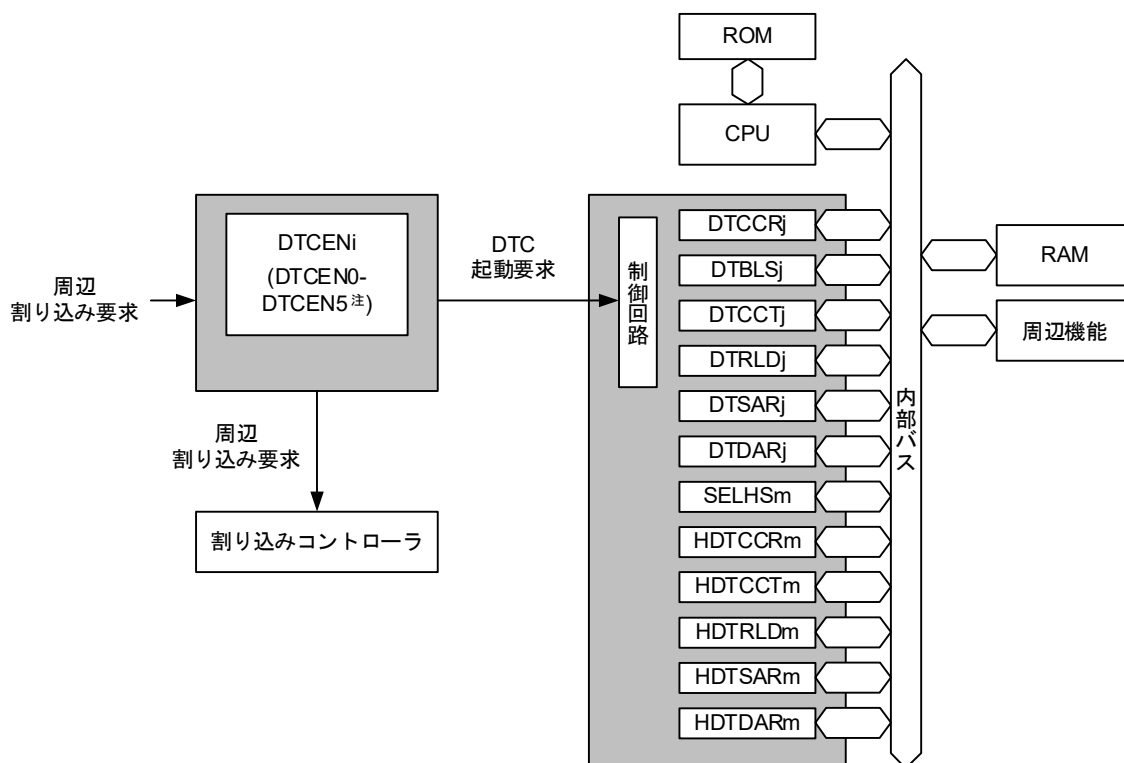 ROM
CPU
DTCENi
(DTCEN0-
DTCEN5注)
周辺
割り込み要求
DTC
起動要求
周辺
割り込み要求
割り込みコントローラ
制御回路
DTCCRj
DTBLSj
DTCCTj
DTRLDj
DTSARj
DTDARj
SELHSm
HDTCCRm
HDTCCTm
HDTRLDm
HDTSARm
HDTDARm
内部バス
RAM
周辺機能